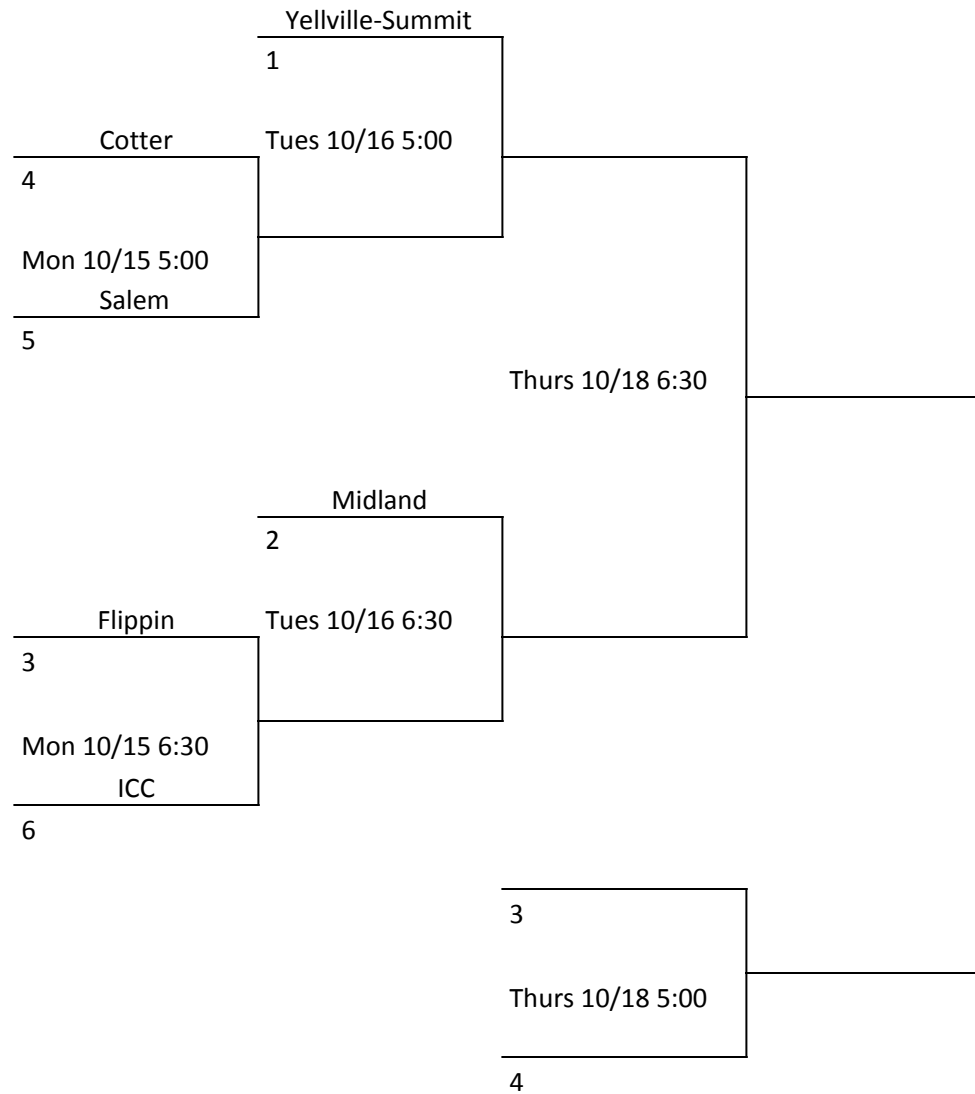 Yellville-Summit
1
Cotter
Tues 10/16 5:00
4
Mon 10/15 5:00
Salem
5
Thurs 10/18 6:30
Midland
2
Flippin
Tues 10/16 6:30
3
Mon 10/15 6:30
ICC
6
3
Thurs 10/18 5:00
4